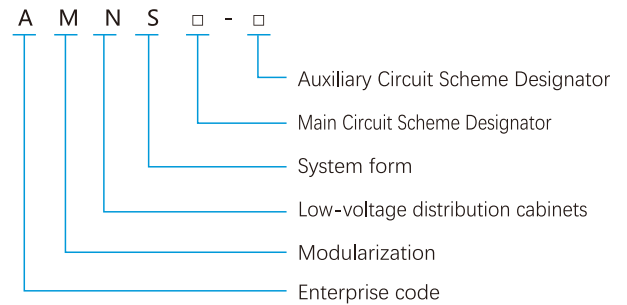 A M N S □ - □
Auxiliary Circuit Scheme Designator
Main Circuit Scheme Designator
System form
Low-voltage distribution cabinets
Modularization
Enterprise code